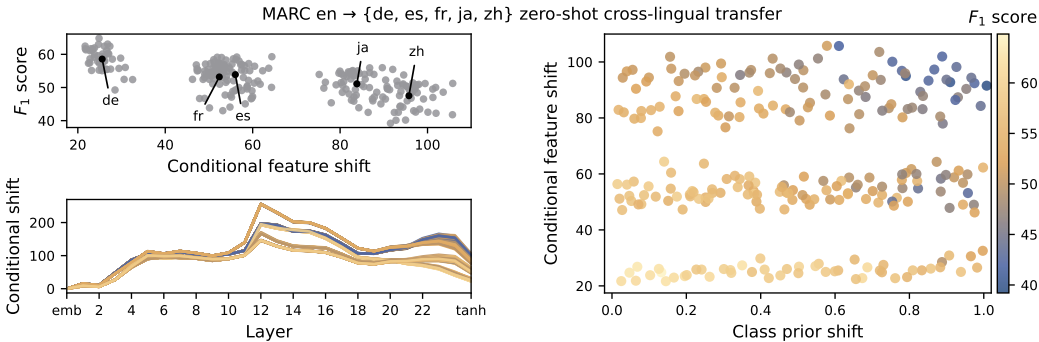 MARC en → {de, es, fr, ja, zh} zero-shot cross-lingual transfer
F1 score
60
50
40
de
fr
es
ja
zh
20
40
60
80
100
Conditional feature shift
Conditional shift
200
100
0
emb
2
4
6
8
10
12
14
16
18
20
22
tanh
Layer
Conditional feature shift
100
80
60
40
20
0.0
0.2
0.4
0.6
0.8
1.0
Class prior shift
F1 score
60
55
50
45
40